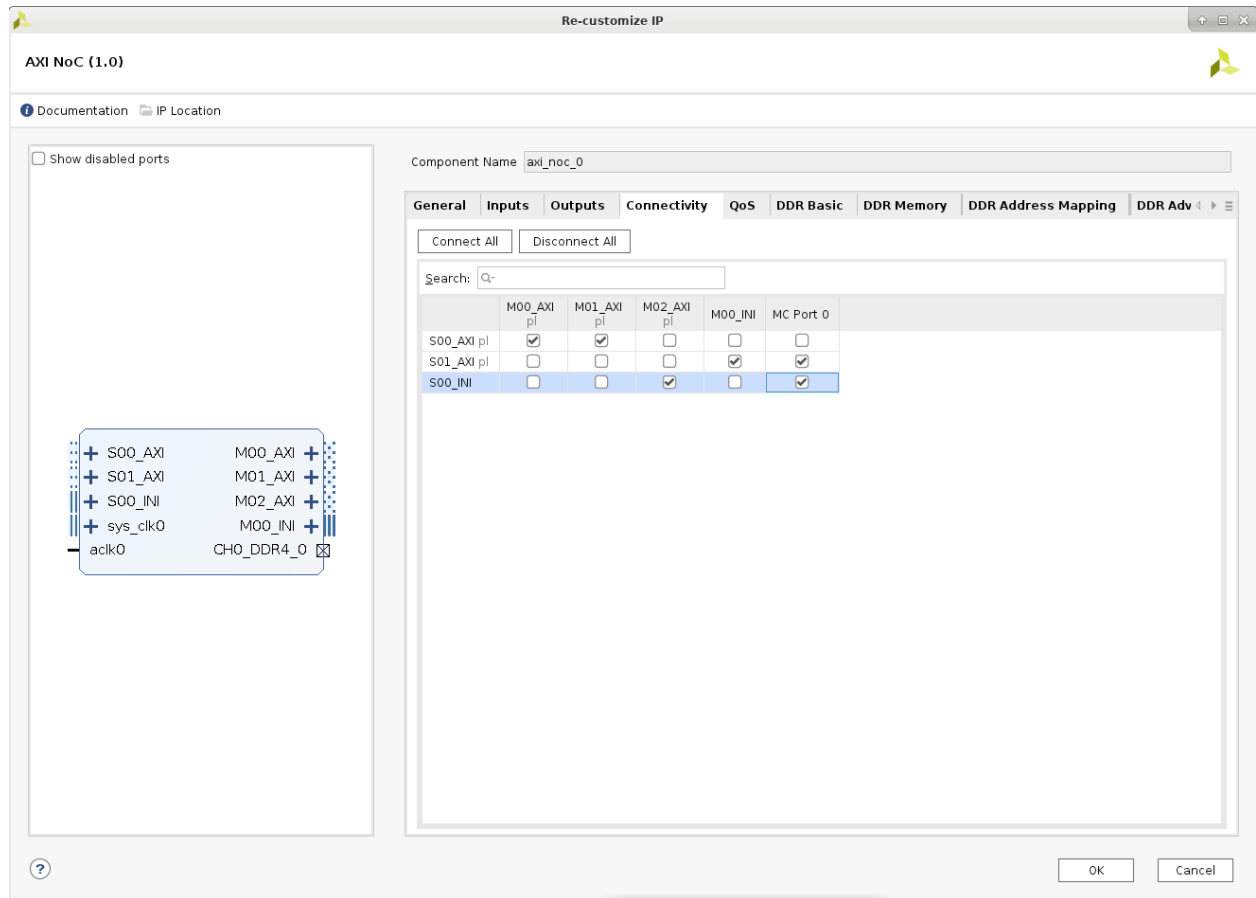 Re-customize IP
AXI NoC (1.0)
Documentation IP Location
Show disabled ports
Component Name axi_noc_0
General Inputs Outputs Connectivity QoS DDR Basic DDR Memory DDR Address Mapping DDR Adv
Connect All Disconnect All
Search:
M00_AXI M01_AXI M02_AXI M00_INI MC Port 0
pl pl pl
S00_AXI pl
S01_AXI pl
S00_INI
S00_AXI M00_AXI
S01_AXI M01_AXI
S00_INI M02_AXI
sys_clk0 M00_INI
aclk0 CH0_DDR4_0
?
OK Cancel